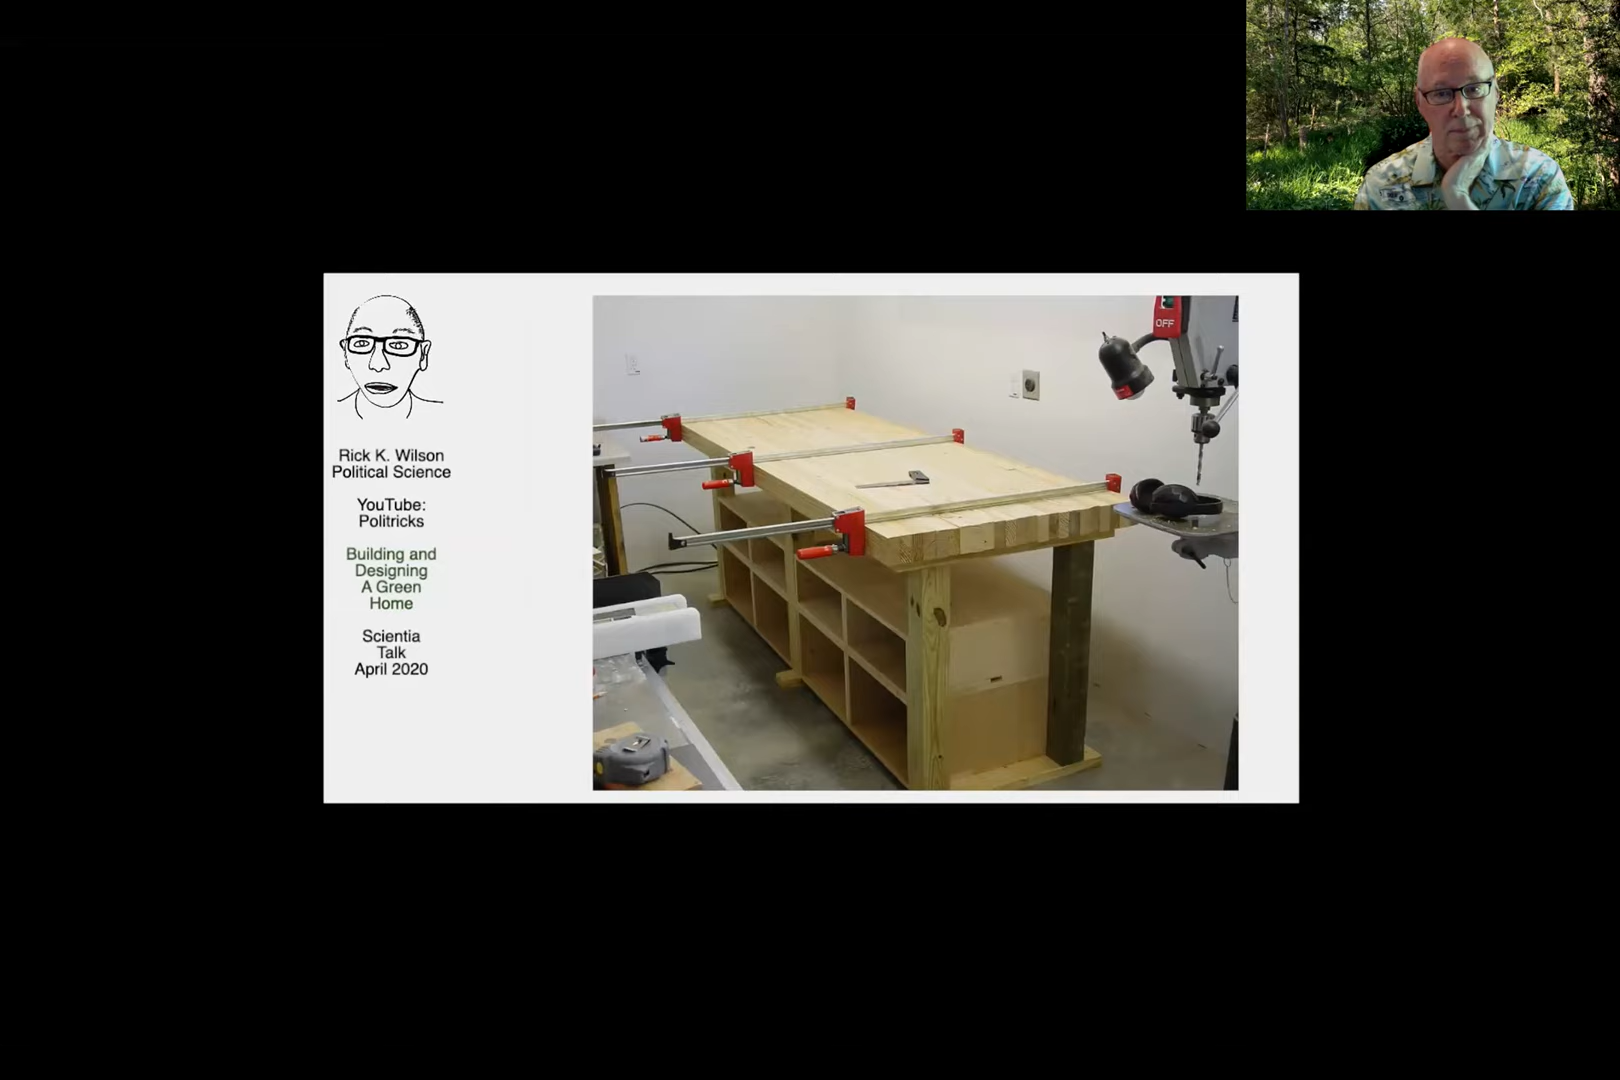 Rick K. Wilson
Political Science
YouTube:
Politricks
Building and
Designing
A Green
Home
Scientia
Talk
April 2020
OFF